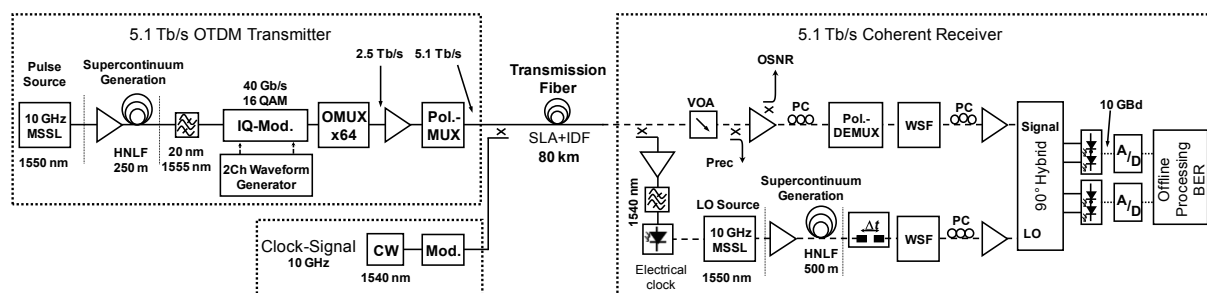 5.1 Tb/s OTDM Transmitter
Pulse
Source
Supercontinuum
Generation
10 GHz
MSSL
1550 nm
HNLF
250 m
20 nm
1555 nm
40 Gb/s
16 QAM
IQ-Mod.
2Ch Waveform
Generator
OMUX
x64
2.5 Tb/s
5.1 Tb/s
Pol.-
MUX
Clock-Signal
10 GHz
CW
1540 nm
Mod.
Transmission
Fiber
SLA+IDF
80 km
5.1 Tb/s Coherent Receiver
VOA
Prec
OSNR
PC
Pol.-
DEMUX
WSF
PC
1540 nm
Electrical
clock
LO Source
10 GHz
MSSL
1550 nm
Supercontinuum
Generation
HNLF
500 m
Δt
WSF
PC
Signal
90° Hybrid
LO
10 GBd
A/D
A/D
Offline
Processing
BER